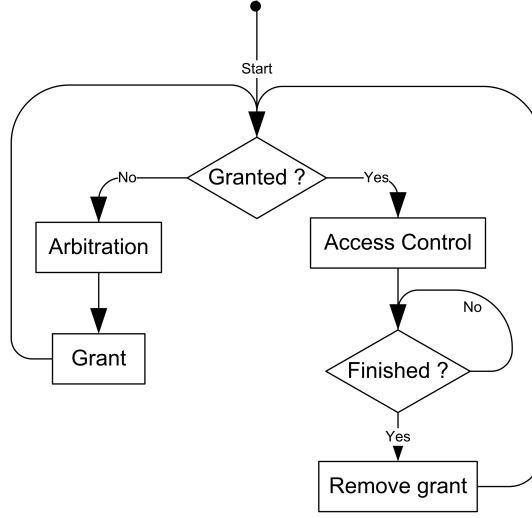 Start
Granted ?
No
Yes
Arbitration
Access Control
No
Grant
Finished ?
Yes
Remove grant